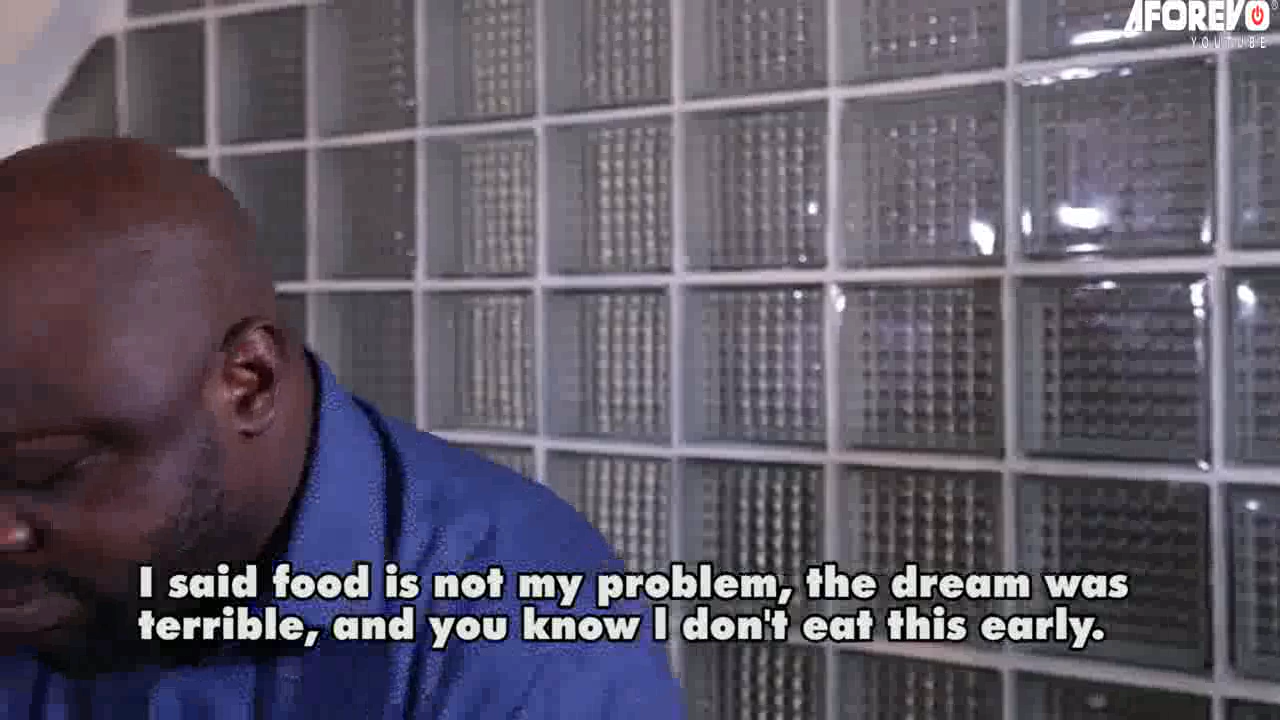 AFOREVO
YOUTUBE
I said food is not my problem, the dream was
terrible, and you know I don't eat this early.